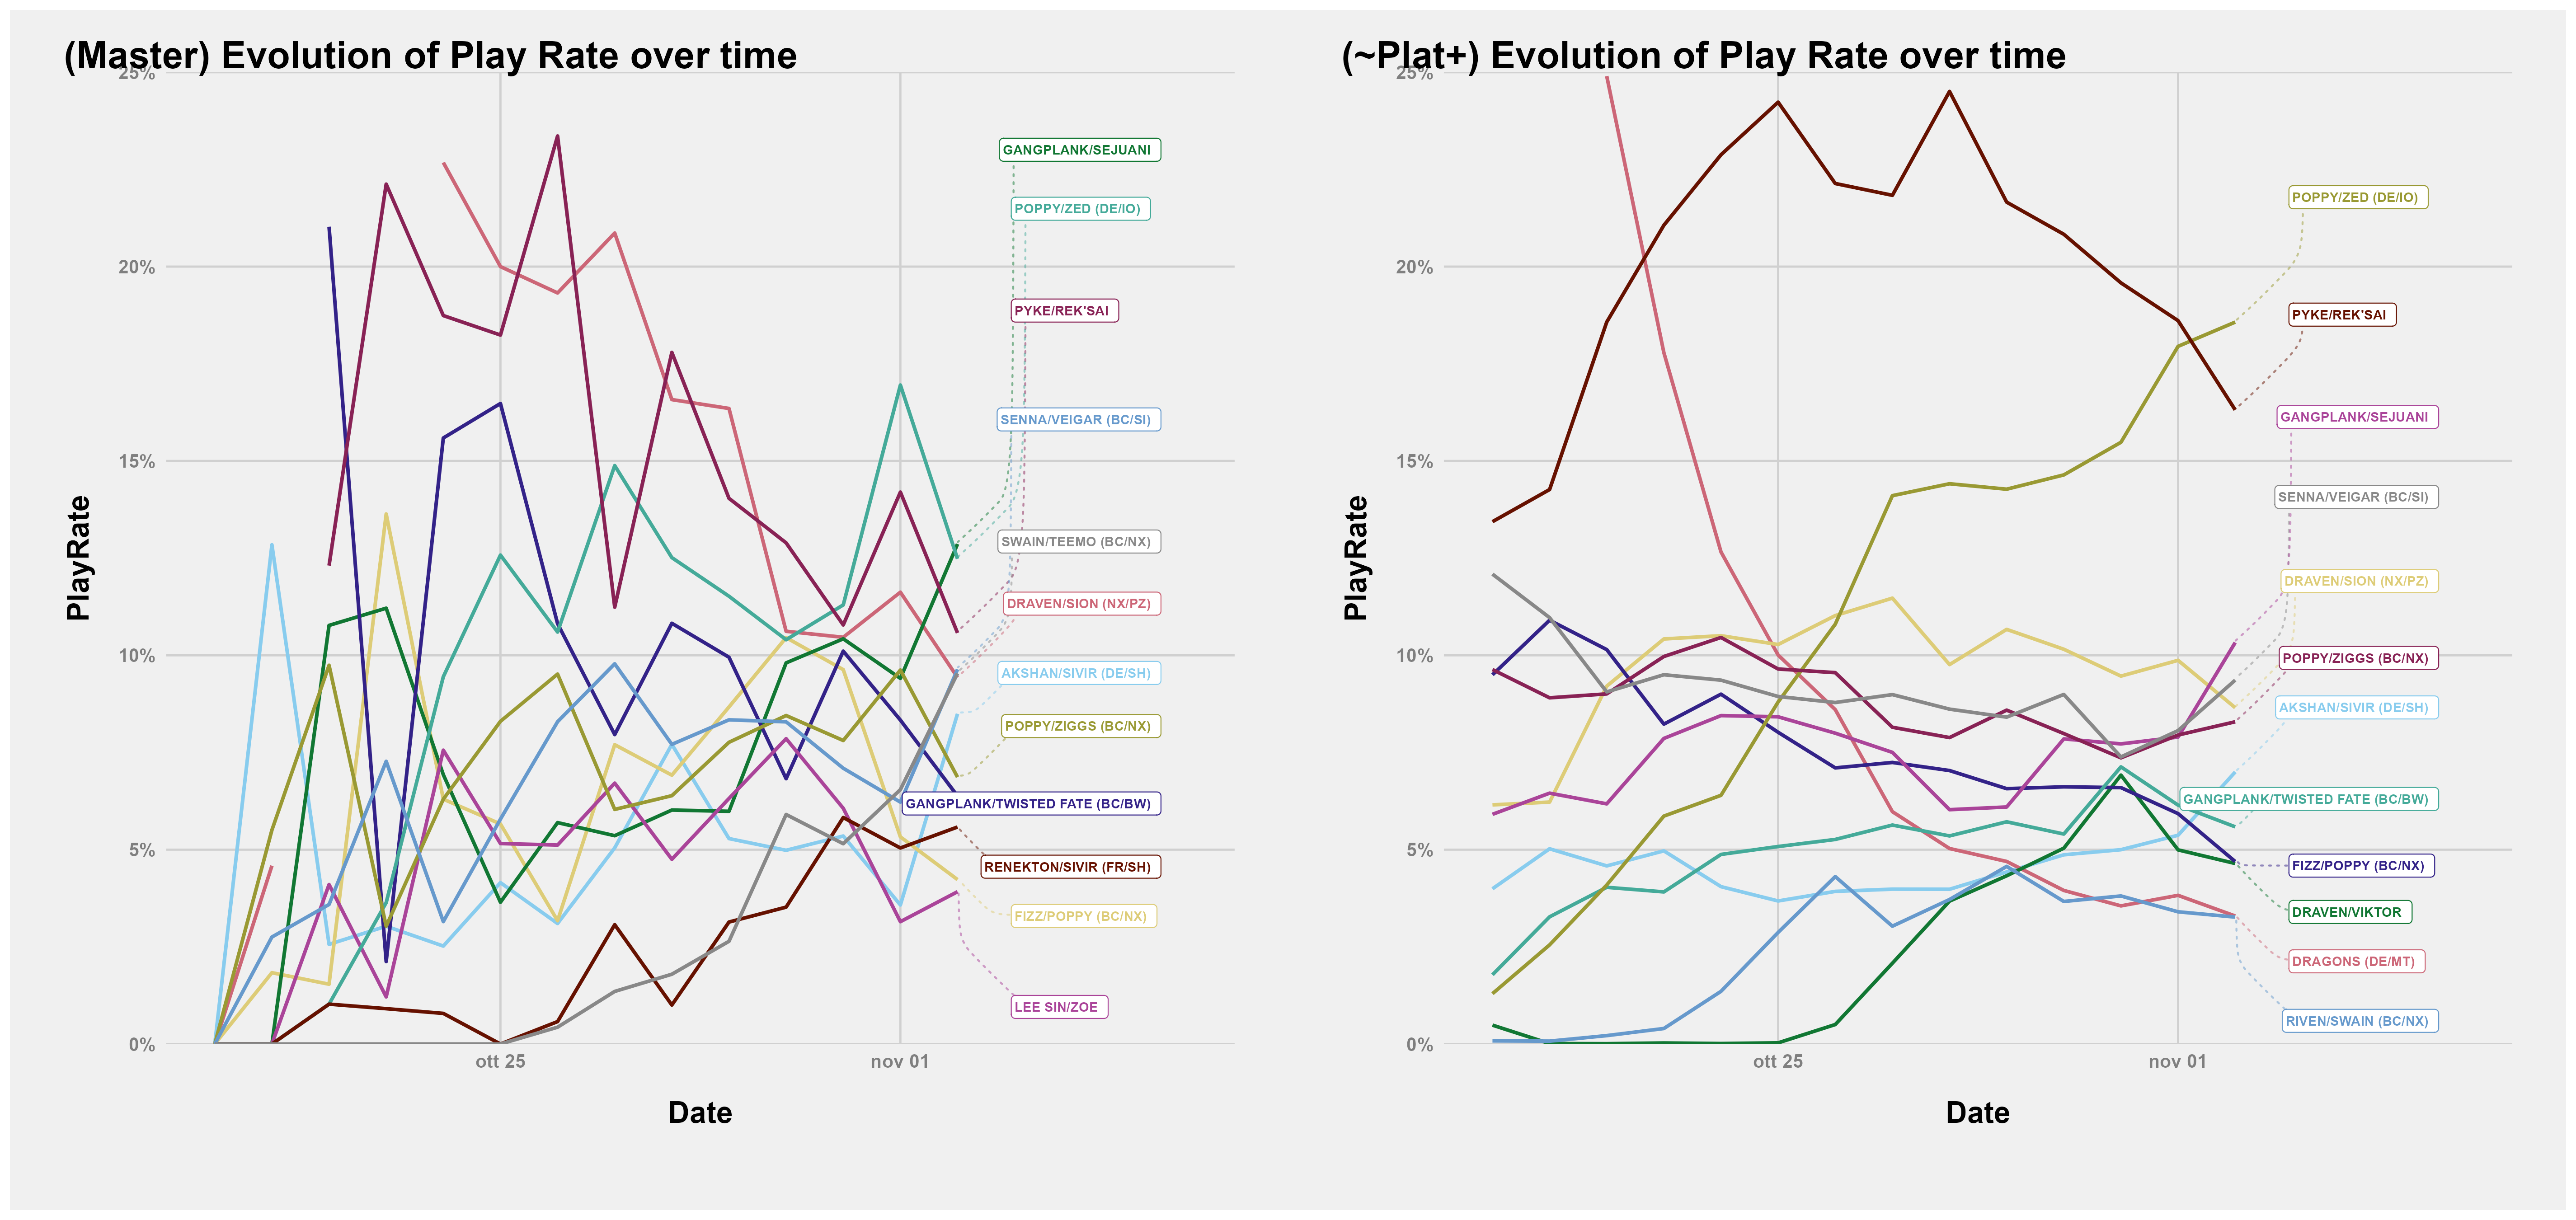 (Master) Evolution of Play Rate over time
25%
20%
15%
10%
5%
0%
PlayRate
ott 25
nov 01
Date
GANGPLANK/SEJUANI
POPPY/ZED (DE/IO)
PYKE/REK'SAI
SENNA/VEIGAR (BC/SI)
SWAIN/TEEMO (BC/NX)
DRAVEN/SION (NX/PZ)
AKSHAN/SIVIR (DE/SH)
POPPY/ZIGGS (BC/NX)
GANGPLANK/TWISTED FATE (BC/BW)
RENEKTON/SIVIR (FR/SH)
FIZZ/POPPY (BC/NX)
LEE SIN/ZOE
(~Plat+) Evolution of Play Rate over time
25%
20%
15%
10%
5%
0%
PlayRate
ott 25
nov 01
Date
POPPY/ZED (DE/IO)
PYKE/REK'SAI
GANGPLANK/SEJUANI
SENNA/VEIGAR (BC/SI)
DRAVEN/SION (NX/PZ)
POPPY/ZIGGS (BC/NX)
AKSHAN/SIVIR (DE/SH)
GANGPLANK/TWISTED FATE (BC/BW)
FIZZ/POPPY (BC/NX)
DRAVEN/VIKTOR
DRAGONS (DE/MT)
RIVEN/SWAIN (BC/NX)